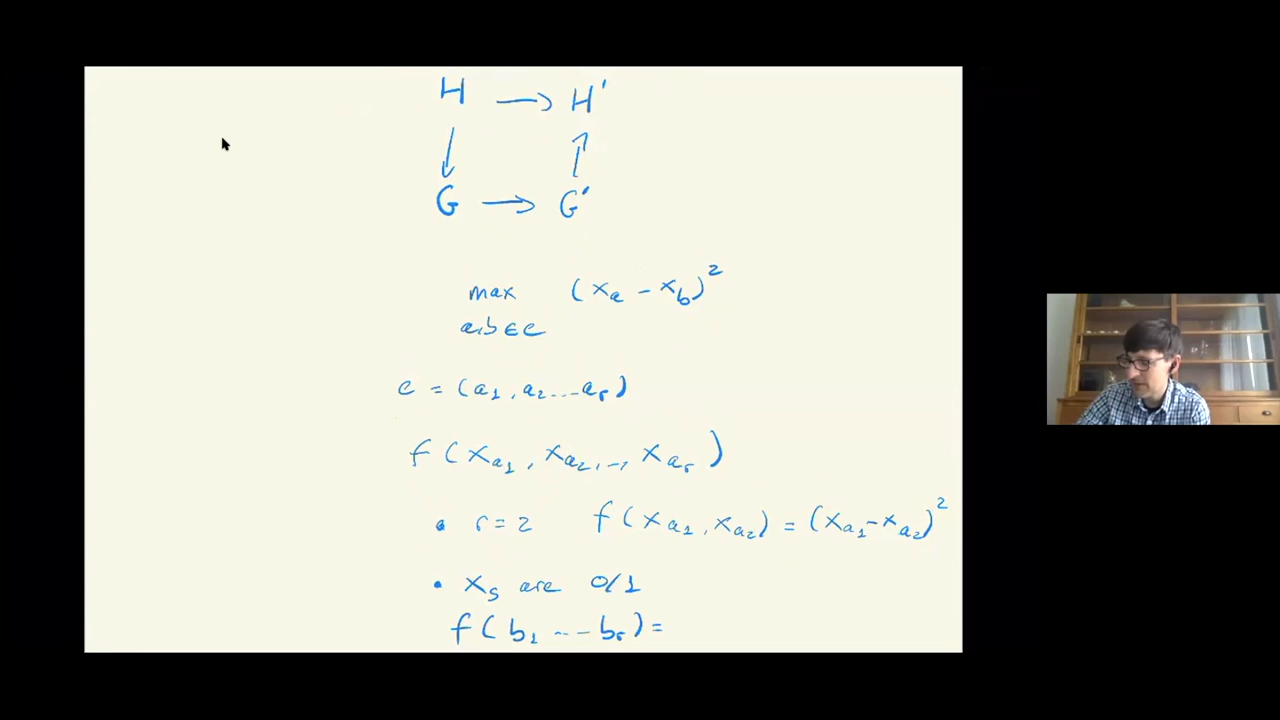 H → H'
↓ ↑
G → G'
max (x_a - x_b)^2
a,b∈e
e = (a_1, a_2 ... a_r)
f(x_{a_1}, x_{a_2}, .., x_{a_r})
• r = 2 f(x_{a_1}, x_{a_2}) = (x_{a_1} - x_{a_2})^2
• x_S are 0/1
f(b_1 ... b_r) =